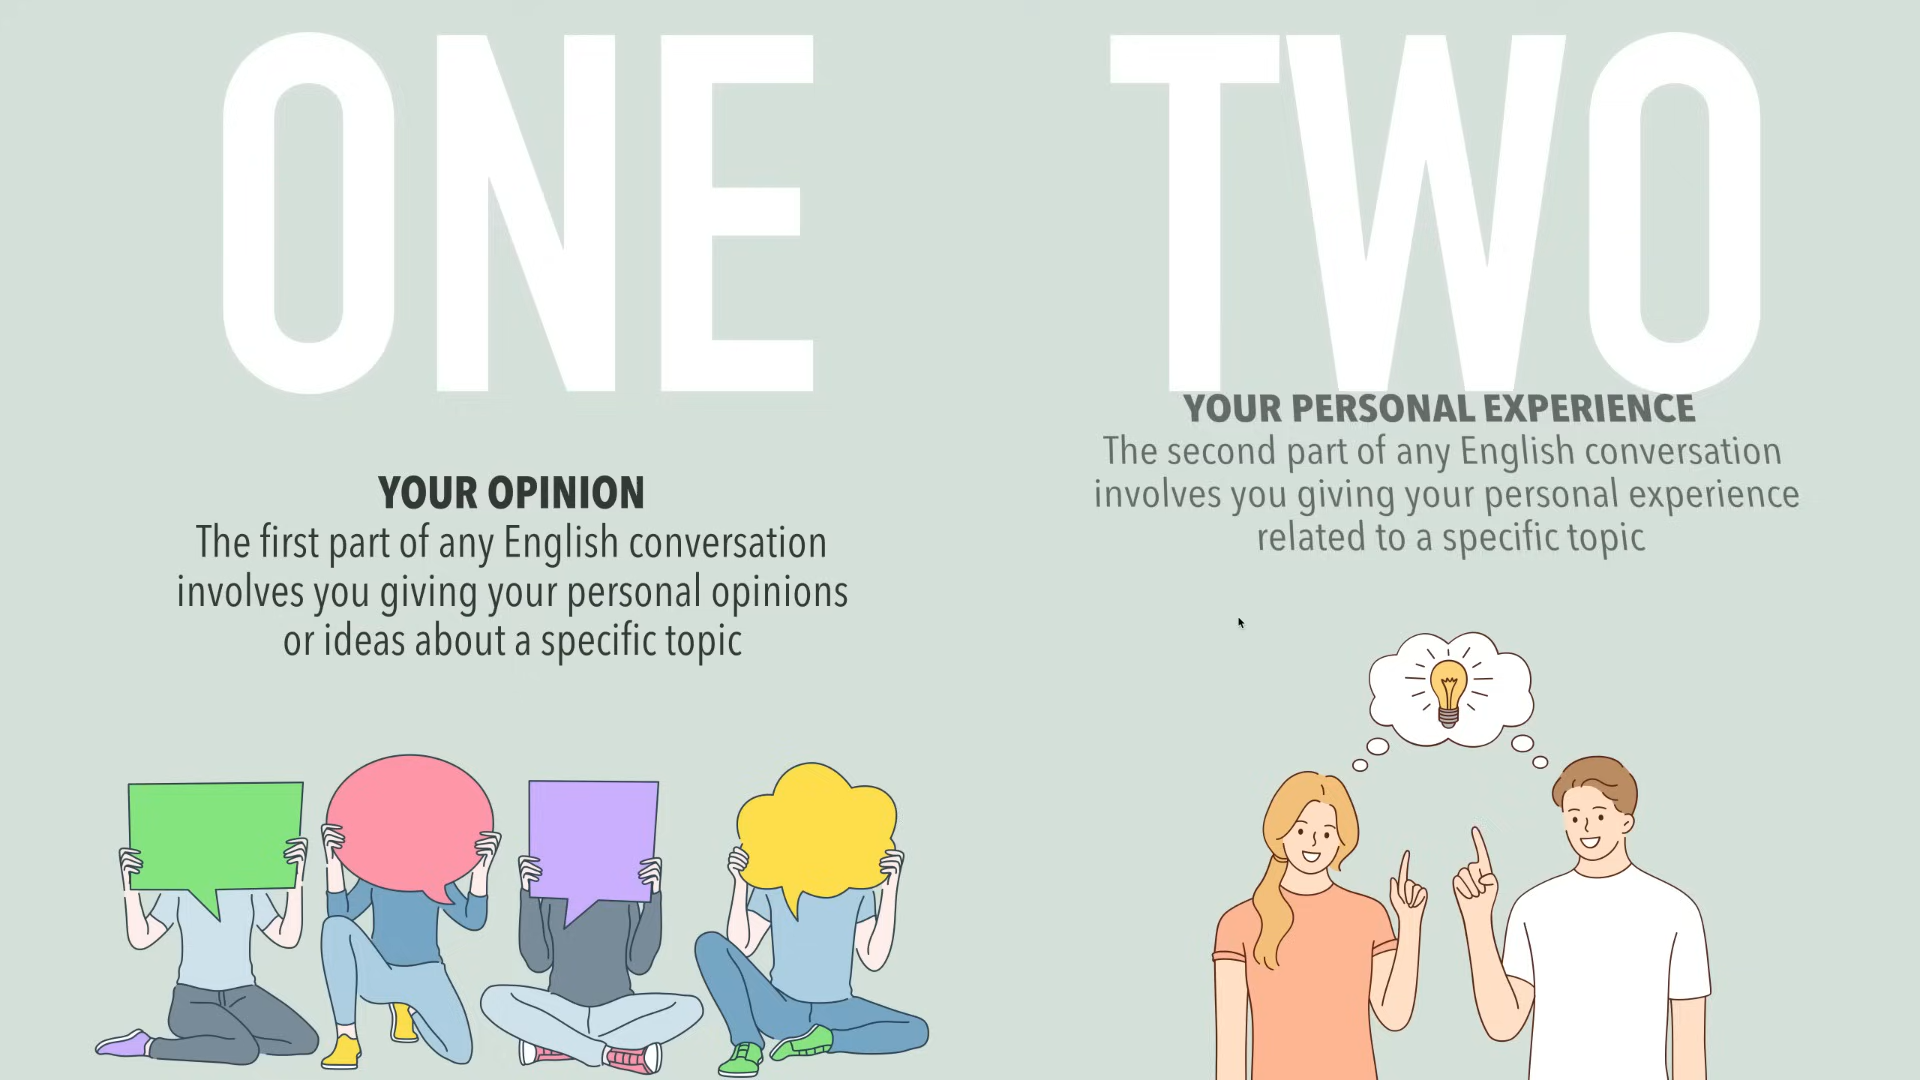 ONE
YOUR OPINION
The first part of any English conversation
involves you giving your personal opinions
or ideas about a specific topic
TWO
YOUR PERSONAL EXPERIENCE
The second part of any English conversation
involves you giving your personal experience
related to a specific topic